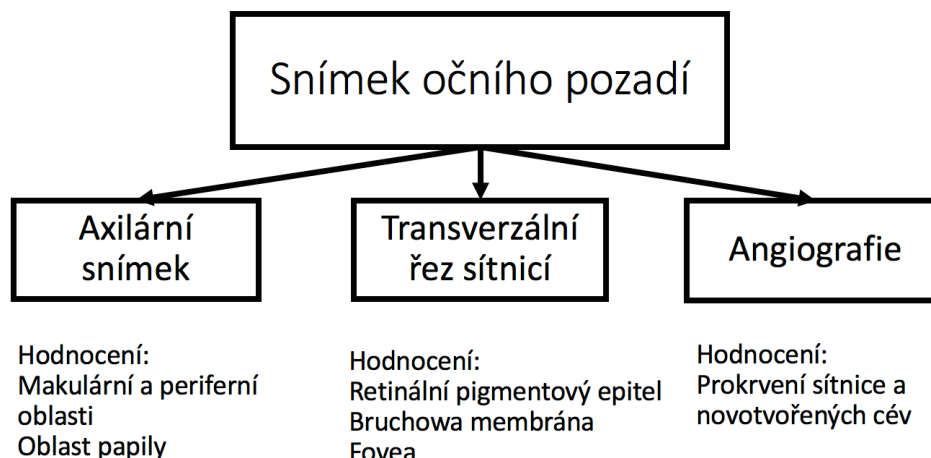 Snímek očního pozadí
Axilární
snímek
Hodnocení:
Makulární a periferní
oblasti
Oblast papily
Transverzální
řez sítnicí
Hodnocení:
Retinální pigmentový epitel
Bruchowa membrána
Fovea
Angiografie
Hodnocení:
Prokrvení sítnice a
novotvořených cév